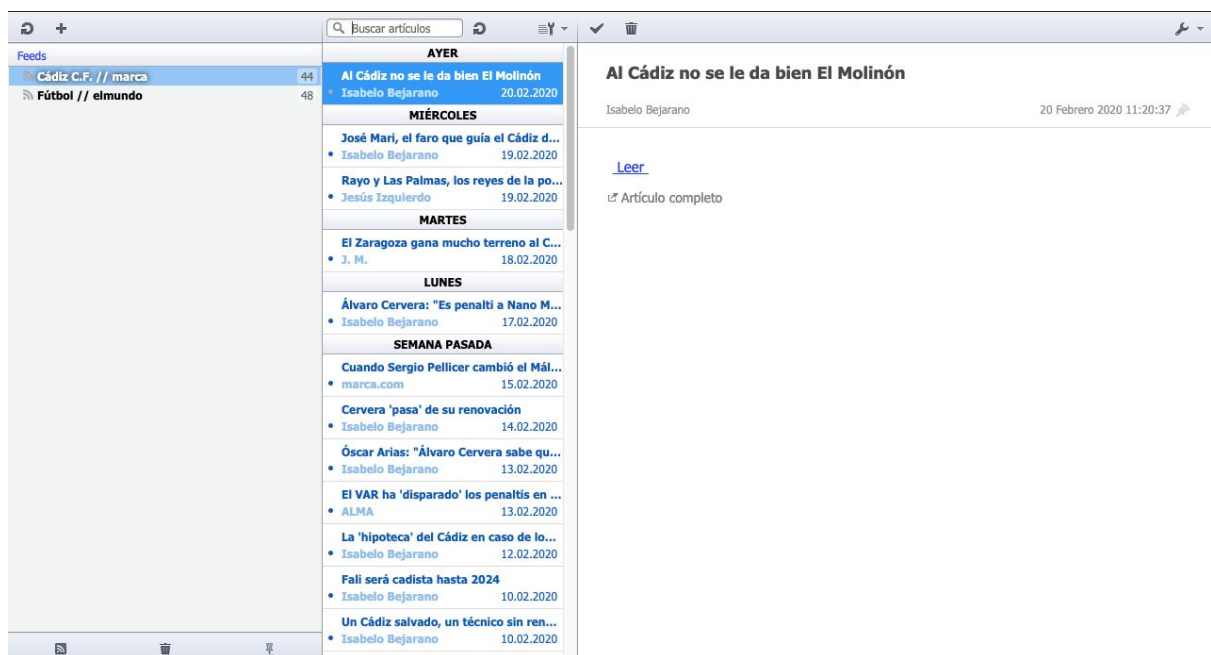 Buscar artículos
Feeds
Cádiz C.F. // marca 44
Fútbol // elmundo 48
AYER
Al Cádiz no se le da bien El Molinón
Isabelo Bejarano 20.02.2020
MIÉRCOLES
José Mari, el faro que guía el Cádiz d...
Isabelo Bejarano 19.02.2020
Rayo y Las Palmas, los reyes de la po...
Jesús Izquierdo 19.02.2020
MARTES
El Zaragoza gana mucho terreno al C...
J. M. 18.02.2020
LUNES
Álvaro Cervera: "Es penalti a Nano M...
Isabelo Bejarano 17.02.2020
SEMANA PASADA
Cuando Sergio Pellicer cambió el Mál...
marca.com 15.02.2020
Cervera 'pasa' de su renovación
Isabelo Bejarano 14.02.2020
Óscar Arias: "Álvaro Cervera sabe qu...
Isabelo Bejarano 13.02.2020
El VAR ha 'disparado' los penaltis en ...
ALMA 13.02.2020
La 'hipoteca' del Cádiz en caso de lo...
Isabelo Bejarano 12.02.2020
Fali será cadista hasta 2024
Isabelo Bejarano 10.02.2020
Un Cádiz salvado, un técnico sin ren...
Isabelo Bejarano 10.02.2020
Al Cádiz no se le da bien El Molinón
Isabelo Bejarano 20 Febrero 2020 11:20:37
Leer
Artículo completo